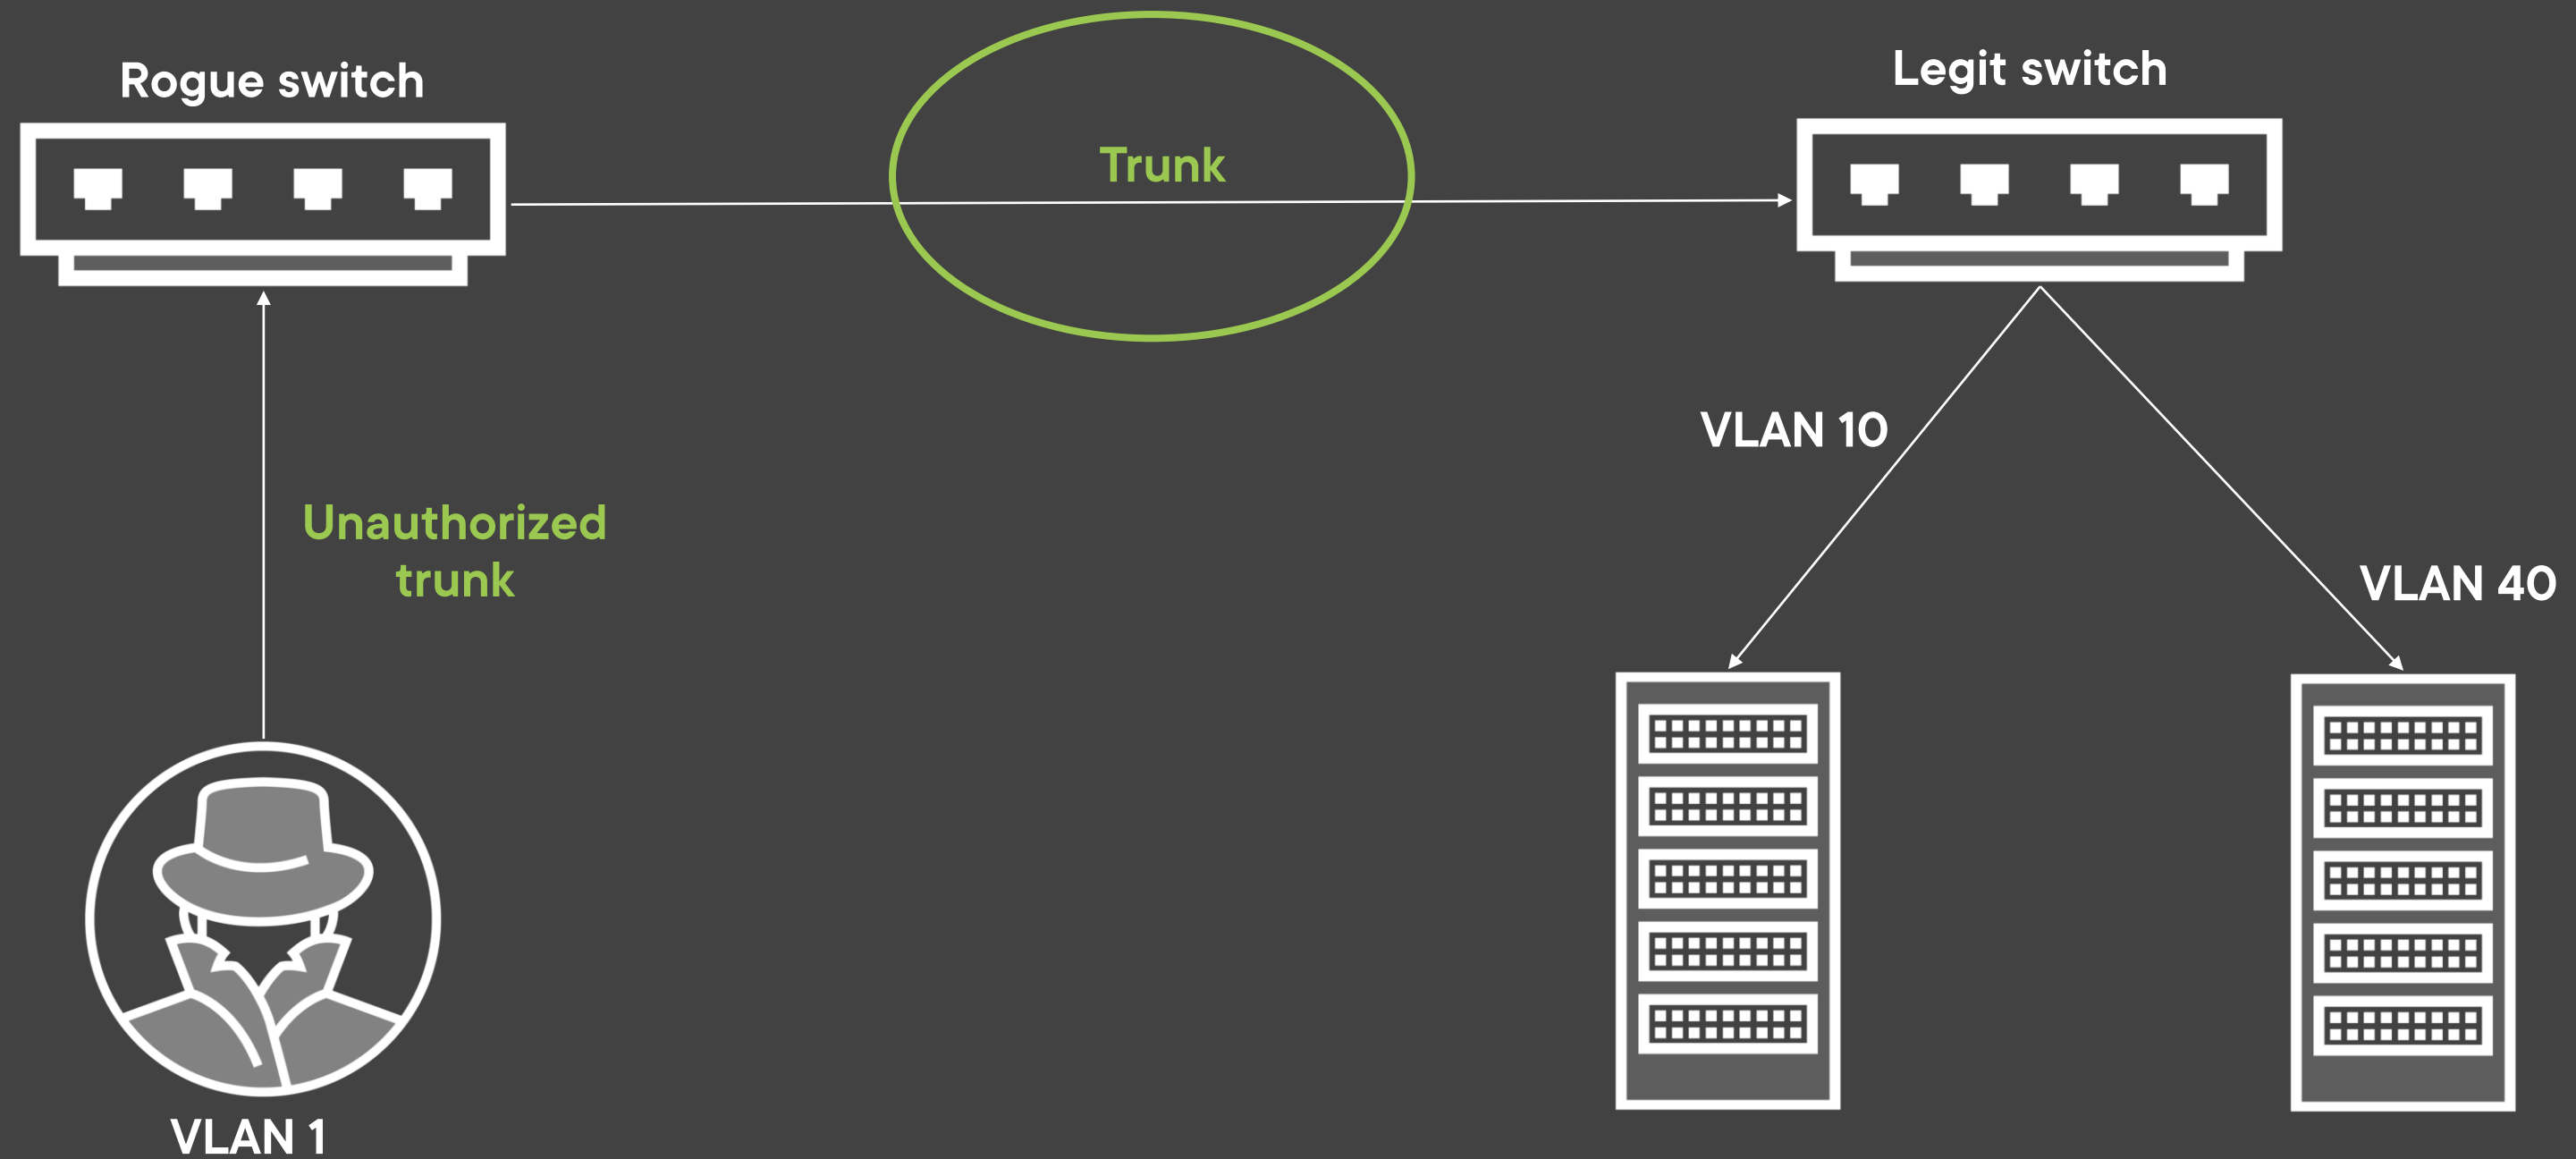 Rogue switch
Trunk
Legit switch
VLAN 10
Unauthorized
trunk
VLAN 40
VLAN 1